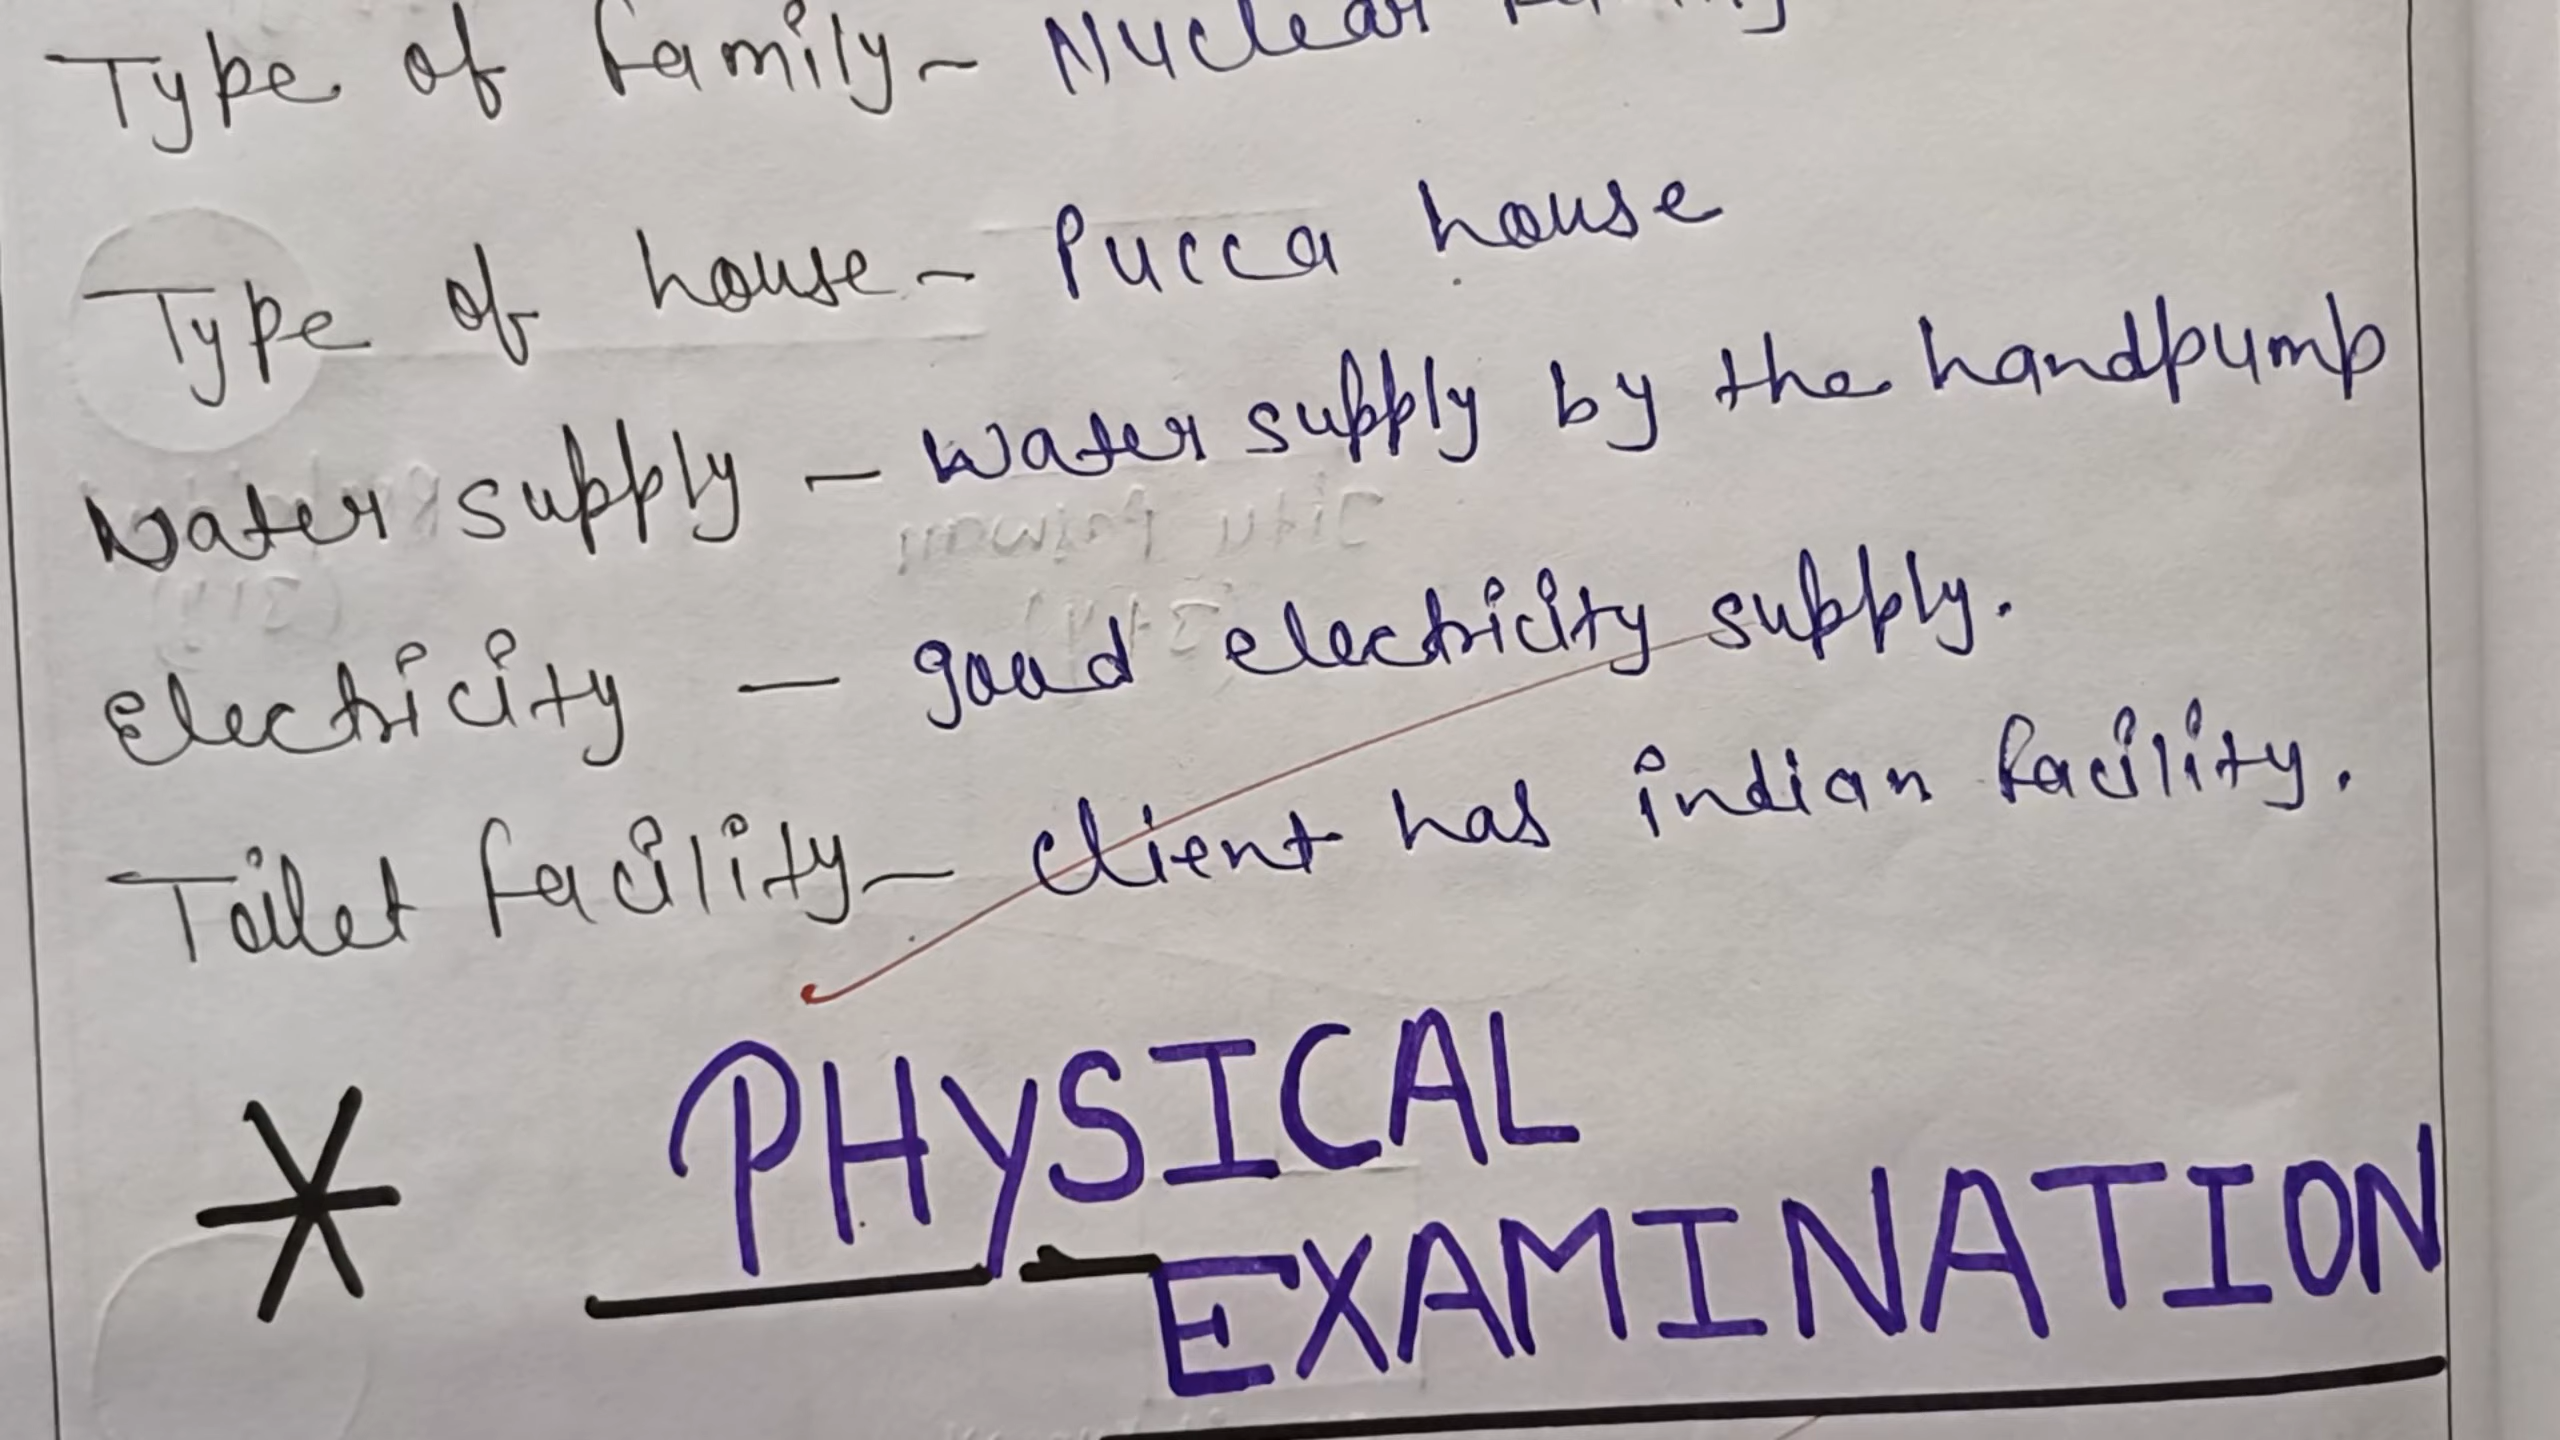 Type of family - Nuclear family
Type of house - Pucca house
Water supply - Water supply by the handpump
Electricity - good electricity supply.
Toilet facility - Client has indian facility.
* PHYSICAL
EXAMINATION